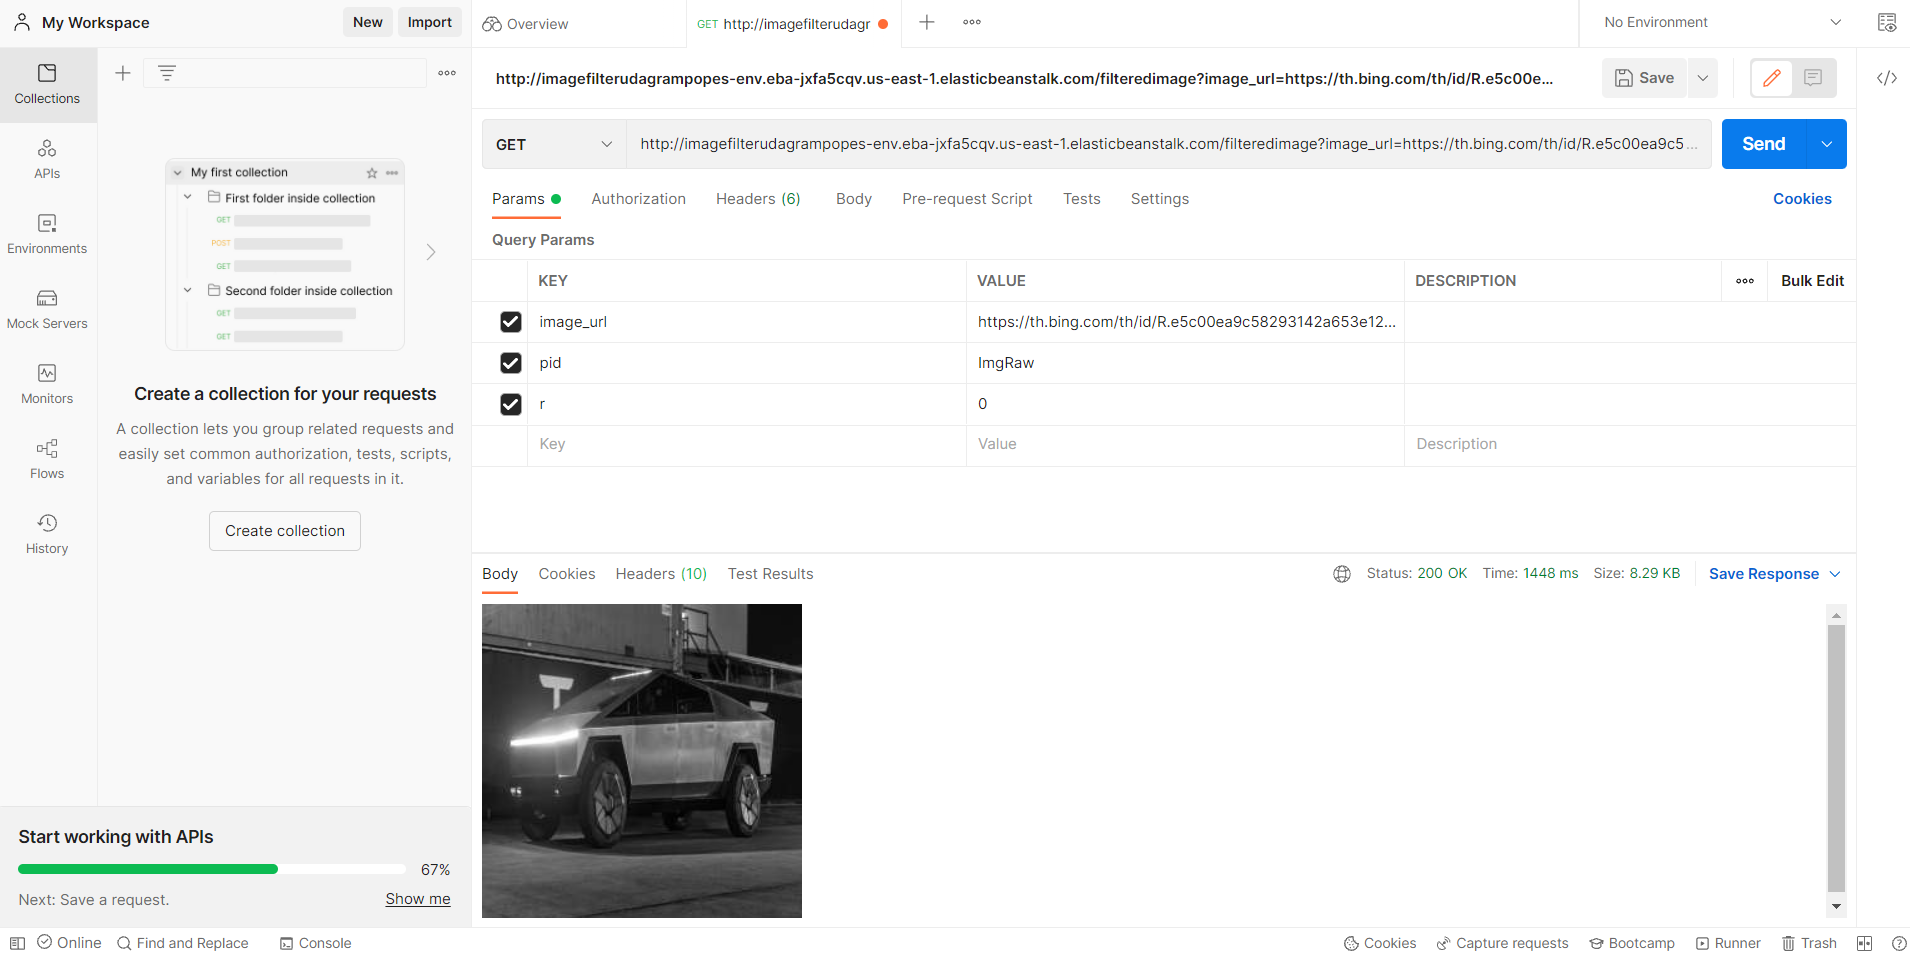 My Workspace
New
Import
Overview
GET http://imagefilterudagr
No Environment
Collections
APIs
Environments
Mock Servers
Monitors
Flows
History
My first collection
First folder inside collection
GET
POST
GET
Second folder inside collection
GET
GET
Create a collection for your requests
A collection lets you group related requests and
easily set common authorization, tests, scripts,
and variables for all requests in it.
Create collection
Start working with APIs
67%
Next: Save a request.
Show me
http://imagefilterudagrampopes-env.eba-jxfa5cqv.us-east-1.elasticbeanstalk.com/filteredimage?image_url=https://th.bing.com/th/id/R.e5c00e...
Save
</>
GET
http://imagefilterudagrampopes-env.eba-jxfa5cqv.us-east-1.elasticbeanstalk.com/filteredimage?image_url=https://th.bing.com/th/id/R.e5c00ea9c5...
Send
Params
Authorization
Headers (6)
Body
Pre-request Script
Tests
Settings
Cookies
Query Params
KEY
VALUE
DESCRIPTION
Bulk Edit
image_url
https://th.bing.com/th/id/R.e5c00ea9c58293142a653e12...
pid
ImgRaw
r
0
Key
Value
Description
Body
Cookies
Headers (10)
Test Results
Status: 200 OK
Time: 1448 ms
Size: 8.29 KB
Save Response
Online
Find and Replace
Console
Cookies
Capture requests
Bootcamp
Runner
Trash